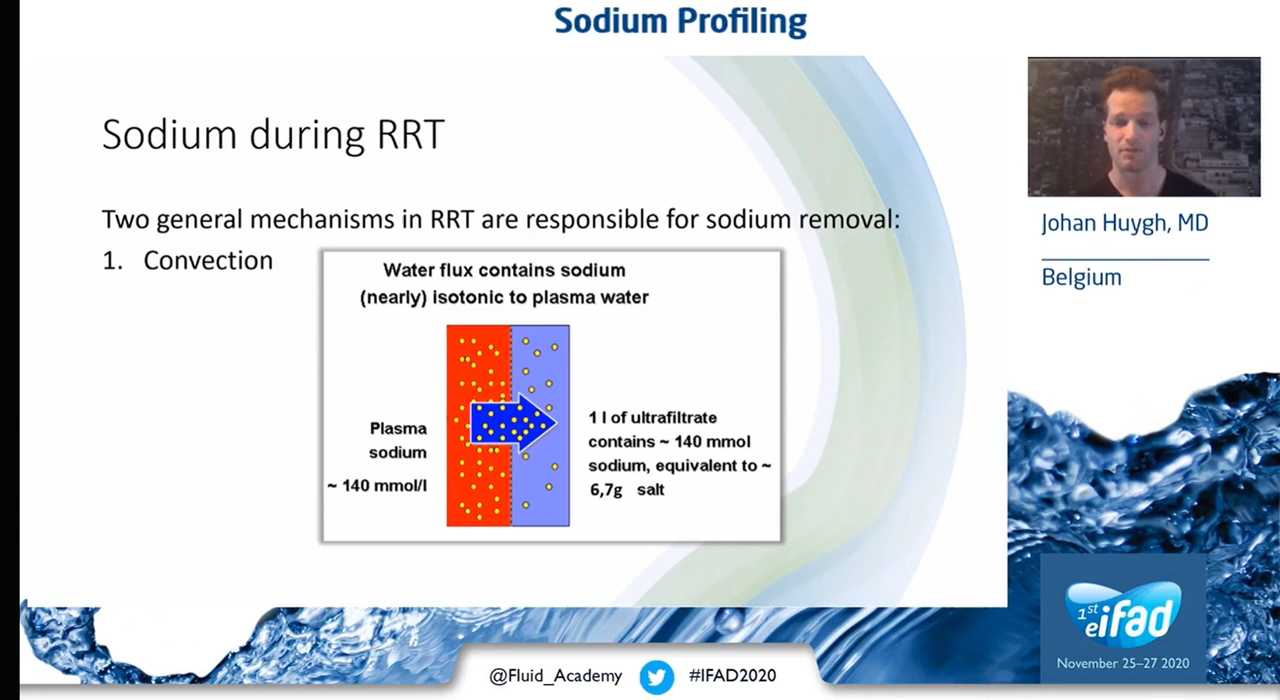 Sodium Profiling
Sodium during RRT
Two general mechanisms in RRT are responsible for sodium removal:
1. Convection
Water flux contains sodium
(nearly) isotonic to plasma water
Plasma
sodium
~ 140 mmol/l
1 l of ultrafiltrate
contains ~ 140 mmol
sodium, equivalent to ~
6,7g salt
Johan Huygh, MD
Belgium
1st
eifad
November 25–27 2020
@Fluid_Academy
#IFAD2020